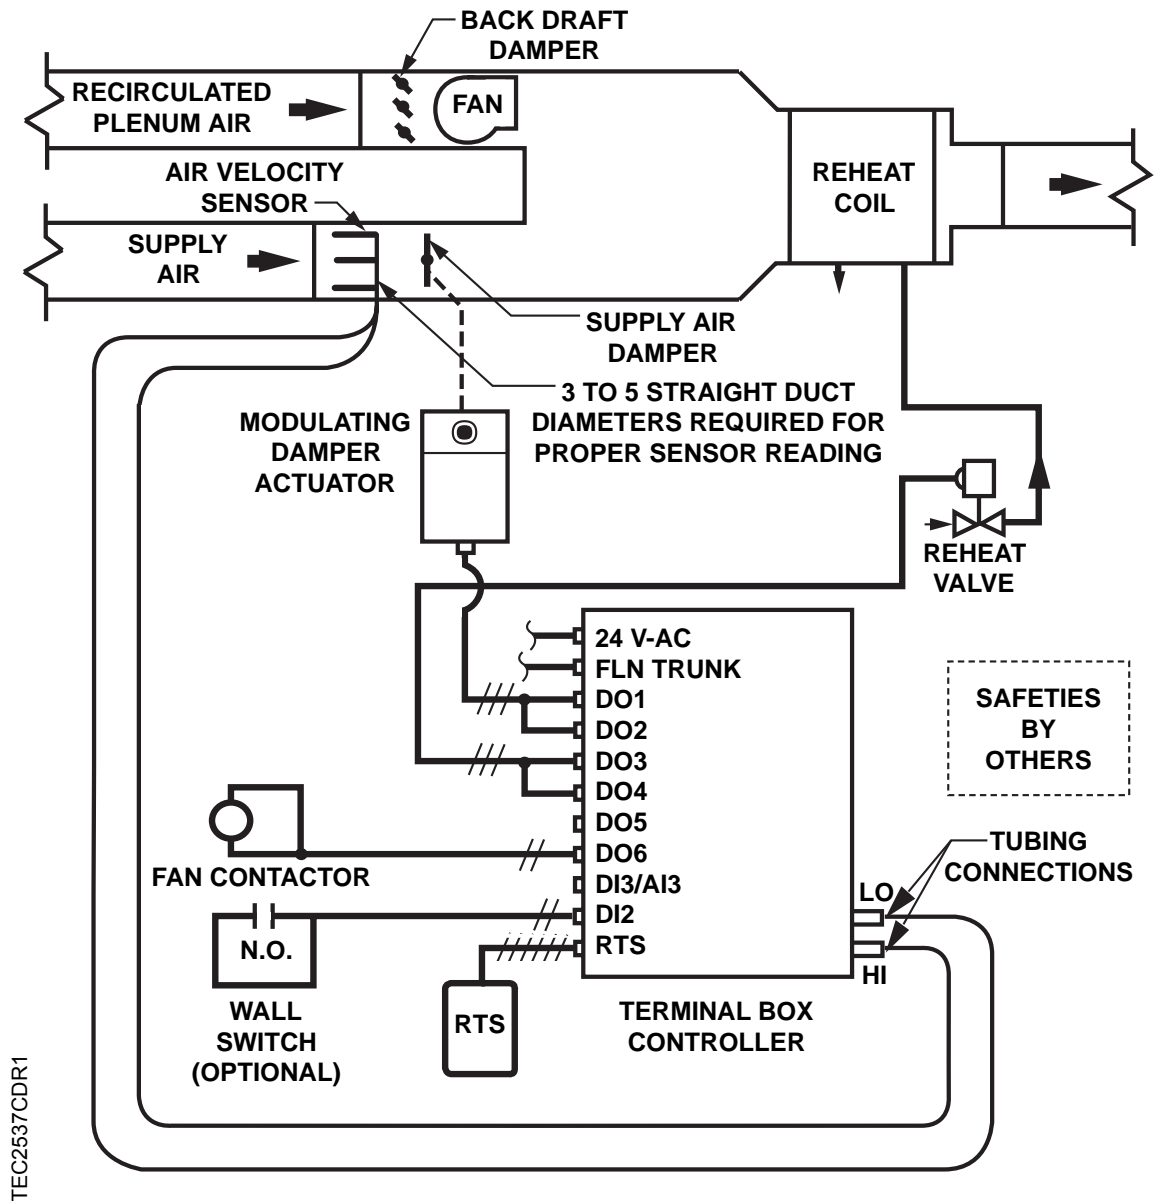 BACK DRAFT
DAMPER
RECIRCULATED
PLENUM AIR
FAN
AIR VELOCITY
SENSOR
REHEAT
COIL
SUPPLY
AIR
SUPPLY AIR
DAMPER
3 TO 5 STRAIGHT DUCT
DIAMETERS REQUIRED FOR
PROPER SENSOR READING
MODULATING
DAMPER
ACTUATOR
REHEAT
VALVE
24 V-AC
FLN TRUNK
DO1
DO2
DO3
DO4
DO5
DO6
DI3/AI3
DI2
RTS
SAFETIES
BY
OTHERS
FAN CONTACTOR
TUBING
CONNECTIONS
LO
HI
N.O.
WALL
SWITCH
(OPTIONAL)
RTS
TERMINAL BOX
CONTROLLER
TEC2537CDR1